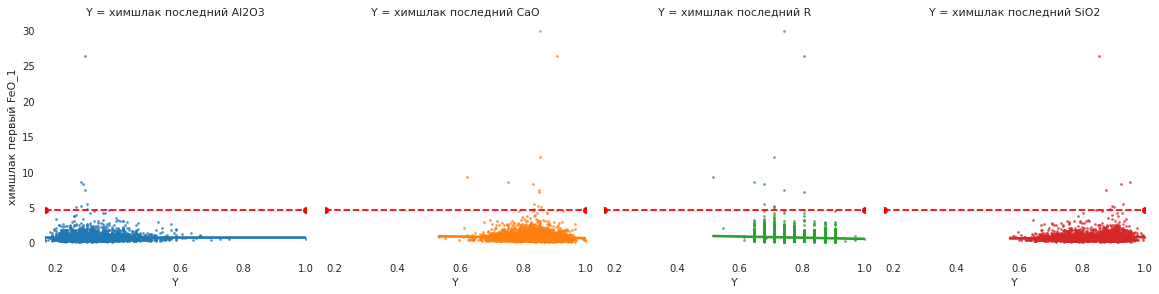 Y = химшлак последний Al2O3
Y = химшлак последний CaO
Y = химшлак последний R
Y = химшлак последний SiO2
химшлак первый FeO_1
30
25
20
15
10
5
0
0.2 0.4 0.6 0.8 1.0
0.2 0.4 0.6 0.8 1.0
0.2 0.4 0.6 0.8 1.0
0.2 0.4 0.6 0.8 1.0
Y
Y
Y
Y